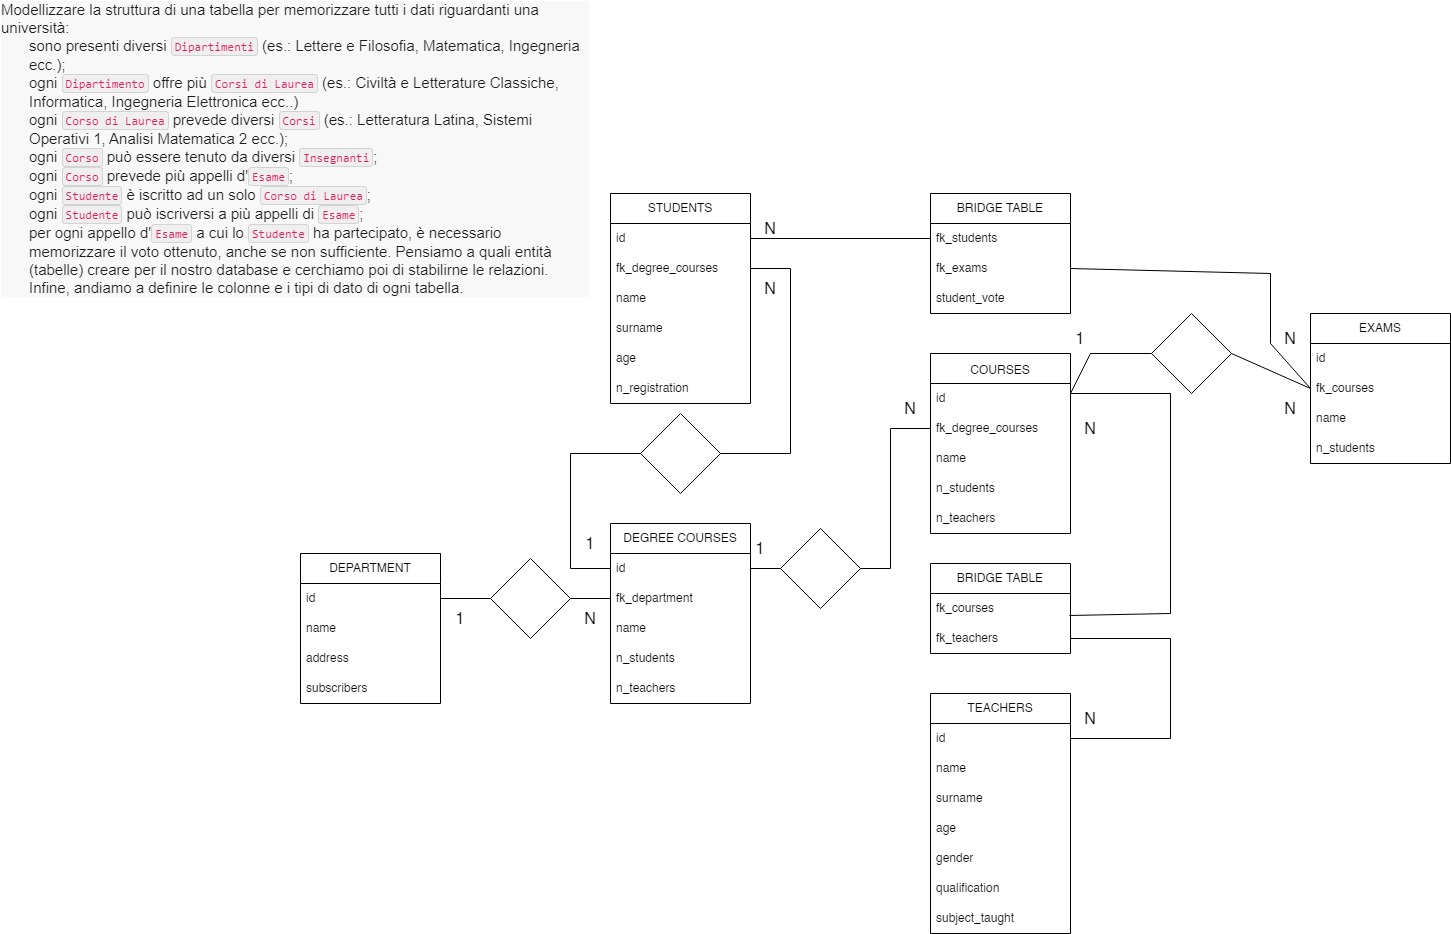 Modellizzare la struttura di una tabella per memorizzare tutti i dati riguardanti una
università:
sono presenti diversi Dipartimenti (es.: Lettere e Filosofia, Matematica, Ingegneria
ecc.);
ogni Dipartimento offre più Corsi di Laurea (es.: Civiltà e Letterature Classiche,
Informatica, Ingegneria Elettronica ecc..)
ogni Corso di Laurea prevede diversi Corsi (es.: Letteratura Latina, Sistemi
Operativi 1, Analisi Matematica 2 ecc.);
ogni Corso può essere tenuto da diversi Insegnanti;
ogni Corso prevede più appelli d'Esame;
ogni Studente è iscritto ad un solo Corso di Laurea;
ogni Studente può iscriversi a più appelli di Esame;
per ogni appello d'Esame a cui lo Studente ha partecipato, è necessario
memorizzare il voto ottenuto, anche se non sufficiente. Pensiamo a quali entità
(tabelle) creare per il nostro database e cerchiamo poi di stabilirne le relazioni.
Infine, andiamo a definire le colonne e i tipi di dato di ogni tabella.
STUDENTS
id
fk_degree_courses
name
surname
age
n_registration
N
N
BRIDGE TABLE
fk_students
fk_exams
student_vote
1
N
N
EXAMS
id
fk_courses
name
n_students
COURSES
id
fk_degree_courses
name
n_students
n_teachers
N
N
DEPARTMENT
id
name
address
subscribers
1
N
1
DEGREE COURSES
id
fk_department
name
n_students
n_teachers
1
BRIDGE TABLE
fk_courses
fk_teachers
TEACHERS
id
name
surname
age
gender
qualification
subject_taught
N